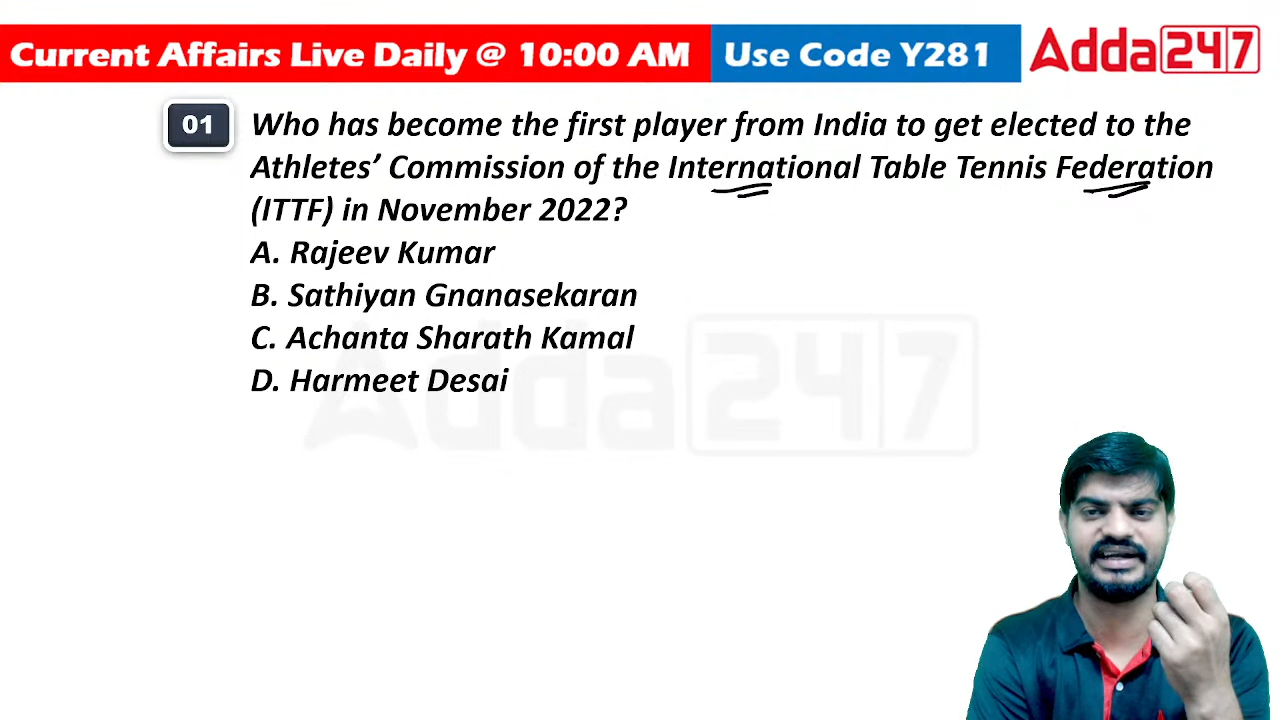 Current Affairs Live Daily @ 10:00 AM
Use Code Y281
Adda247
01
Who has become the first player from India to get elected to the
Athletes’ Commission of the International Table Tennis Federation
(ITTF) in November 2022?
A. Rajeev Kumar
B. Sathiyan Gnanasekaran
C. Achanta Sharath Kamal
D. Harmeet Desai
Adda247